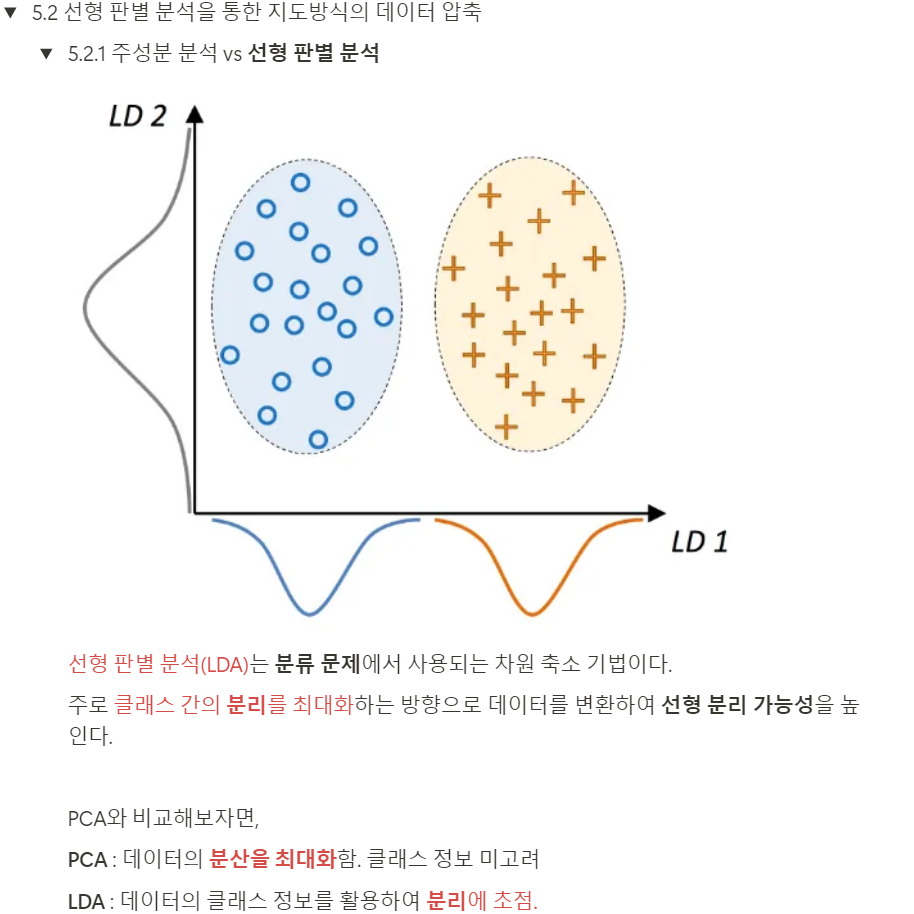 5.2 선형 판별 분석을 통한 지도방식의 데이터 압축
5.2.1 주성분 분석 vs 선형 판별 분석
LD 2
LD 1
선형 판별 분석(LDA)는 분류 문제에서 사용되는 차원 축소 기법이다.
주로 클래스 간의 분리를 최대화하는 방향으로 데이터를 변환하여 선형 분리 가능성을 높
인다.
PCA와 비교해보자면,
PCA : 데이터의 분산을 최대화함. 클래스 정보 미고려
LDA : 데이터의 클래스 정보를 활용하여 분리에 초점.